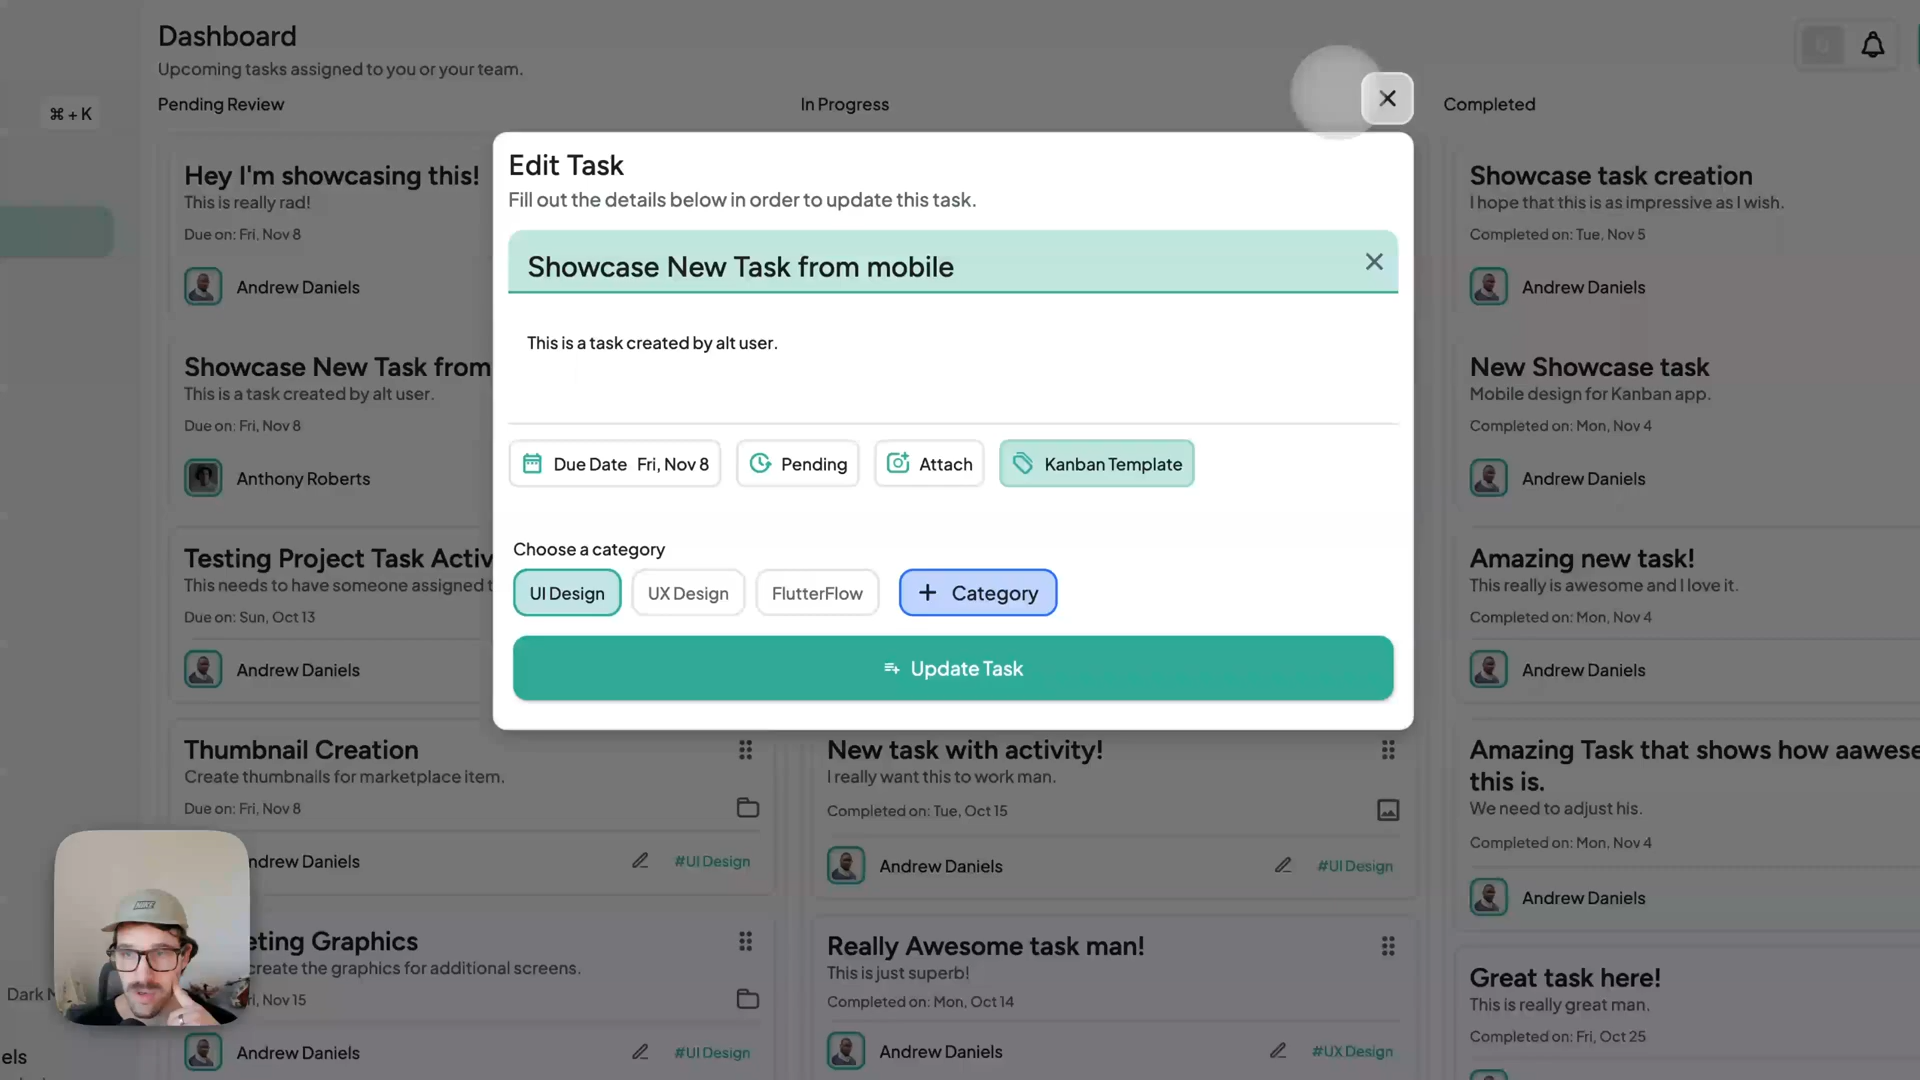 Dashboard
Upcoming tasks assigned to you or your team.
⌘ + K
Pending Review
In Progress
Completed
Hey I'm showcasing this!
This is really rad!
Due on: Fri, Nov 8
Andrew Daniels
Showcase New Task from
This is a task created by alt user.
Due on: Fri, Nov 8
Anthony Roberts
Testing Project Task Activ
This needs to have someone assigned t
Due on: Sun, Oct 13
Andrew Daniels
Thumbnail Creation
Create thumbnails for marketplace item.
Due on: Fri, Nov 8
ndrew Daniels
#UI Design
eting Graphics
create the graphics for additional screens.
ri, Nov 15
Andrew Daniels
#UI Design
Edit Task
Fill out the details below in order to update this task.
Showcase New Task from mobile
This is a task created by alt user.
Due Date Fri, Nov 8
Pending
Attach
Kanban Template
Choose a category
UI Design
UX Design
FlutterFlow
+ Category
Update Task
New task with activity!
I really want this to work man.
Completed on: Tue, Oct 15
Andrew Daniels
#UI Design
Really Awesome task man!
This is just superb!
Completed on: Mon, Oct 14
Andrew Daniels
#UX Design
Showcase task creation
I hope that this is as impressive as I wish.
Completed on: Tue, Nov 5
Andrew Daniels
New Showcase task
Mobile design for Kanban app.
Completed on: Mon, Nov 4
Andrew Daniels
Amazing new task!
This really is awesome and I love it.
Completed on: Mon, Nov 4
Andrew Daniels
Amazing Task that shows how aawese
this is.
We need to adjust his.
Completed on: Mon, Nov 4
Andrew Daniels
Great task here!
This is really great man.
Completed on: Fri, Oct 25
Dark
els
NIKE